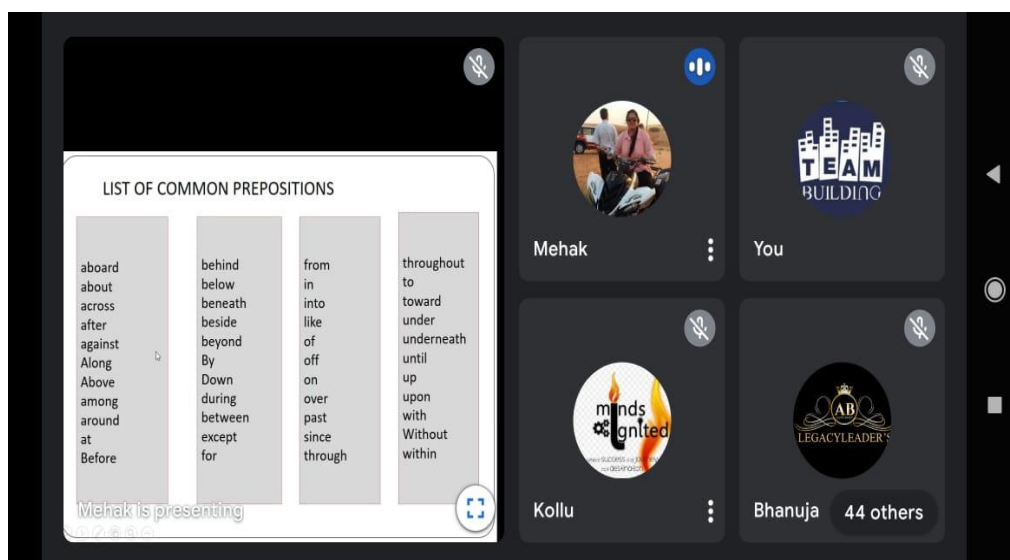 LIST OF COMMON PREPOSITIONS
aboard
about
across
after
against
Along
Above
among
around
at
Before
behind
below
beneath
beside
beyond
By
Down
during
between
except
for
from
in
into
like
of
off
on
over
past
since
through
throughout
to
toward
under
underneath
until
up
upon
with
Without
within
Mehak is presenting
Mehak
TEAM
BUILDING
You
minds
Ignited
Kollu
AB
LEGACYLEADER'S
Bhanuja
44 others